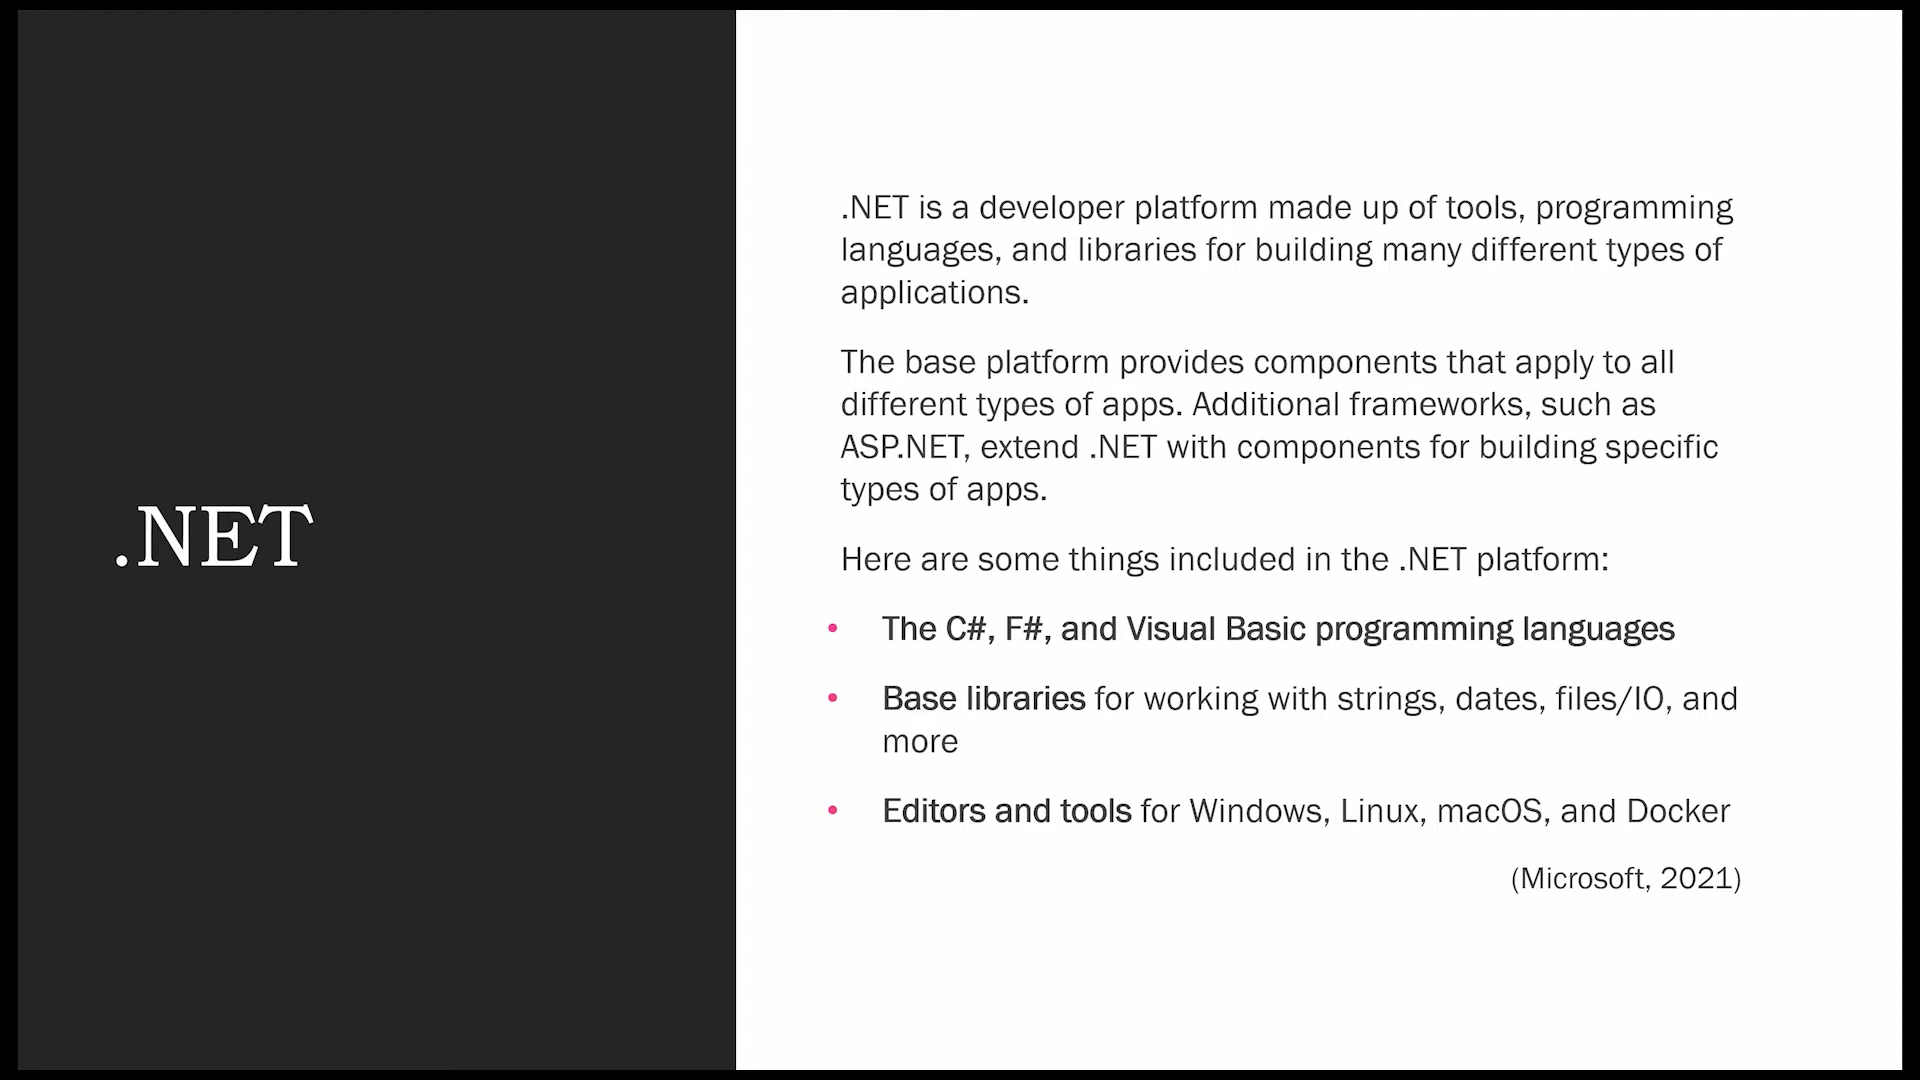 .NET
.NET is a developer platform made up of tools, programming
languages, and libraries for building many different types of
applications.
The base platform provides components that apply to all
different types of apps. Additional frameworks, such as
ASP.NET, extend .NET with components for building specific
types of apps.
Here are some things included in the .NET platform:
• The C#, F#, and Visual Basic programming languages
• Base libraries for working with strings, dates, files/IO, and
more
• Editors and tools for Windows, Linux, macOS, and Docker
(Microsoft, 2021)